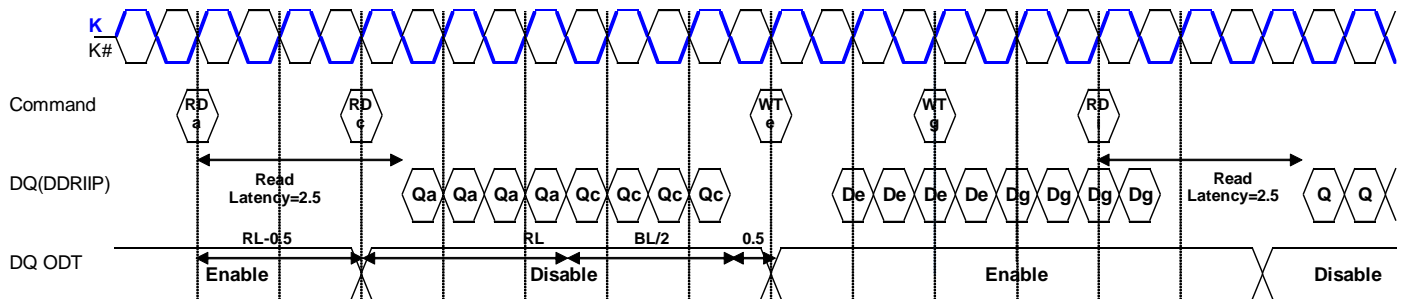 K
K#
Command
RD
a
RD
c
WT
e
WT
g
RD
i
DQ(DDRIIP)
Read
Latency=2.5
Qa Qa Qa Qa Qc Qc Qc Qc
De De De De Dg Dg Dg Dg
Read
Latency=2.5
Q Q
DQ ODT
RL-0.5
Enable
RL
BL/2
0.5
Disable
Enable
Disable